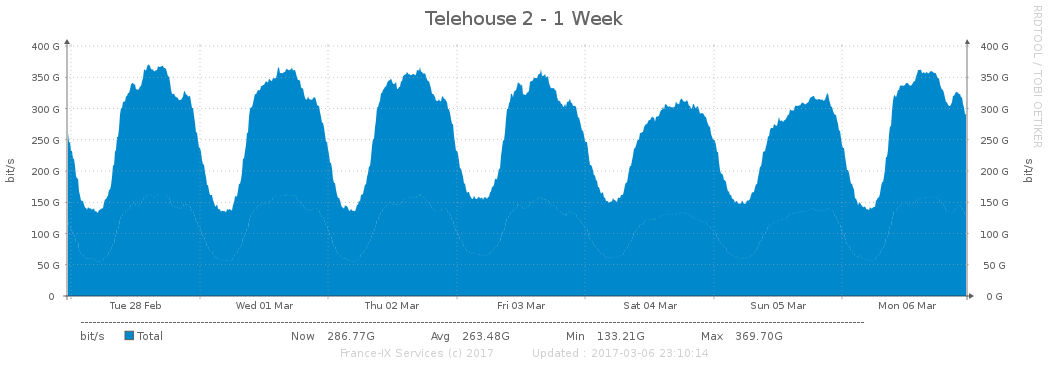 Telehouse 2 - 1 Week
RRDTOOL / TOBI OETIKER
bit/s
400 G
350 G
300 G
250 G
200 G
150 G
100 G
50 G
0
400 G
350 G
300 G
250 G
200 G
150 G
100 G
50 G
0 G
bit/s
Tue 28 Feb Wed 01 Mar Thu 02 Mar Fri 03 Mar Sat 04 Mar Sun 05 Mar Mon 06 Mar
bit/s Total Now 286.77G Avg 263.48G Min 133.21G Max 369.70G
France-IX Services (c) 2017 Updated : 2017-03-06 23:10:14